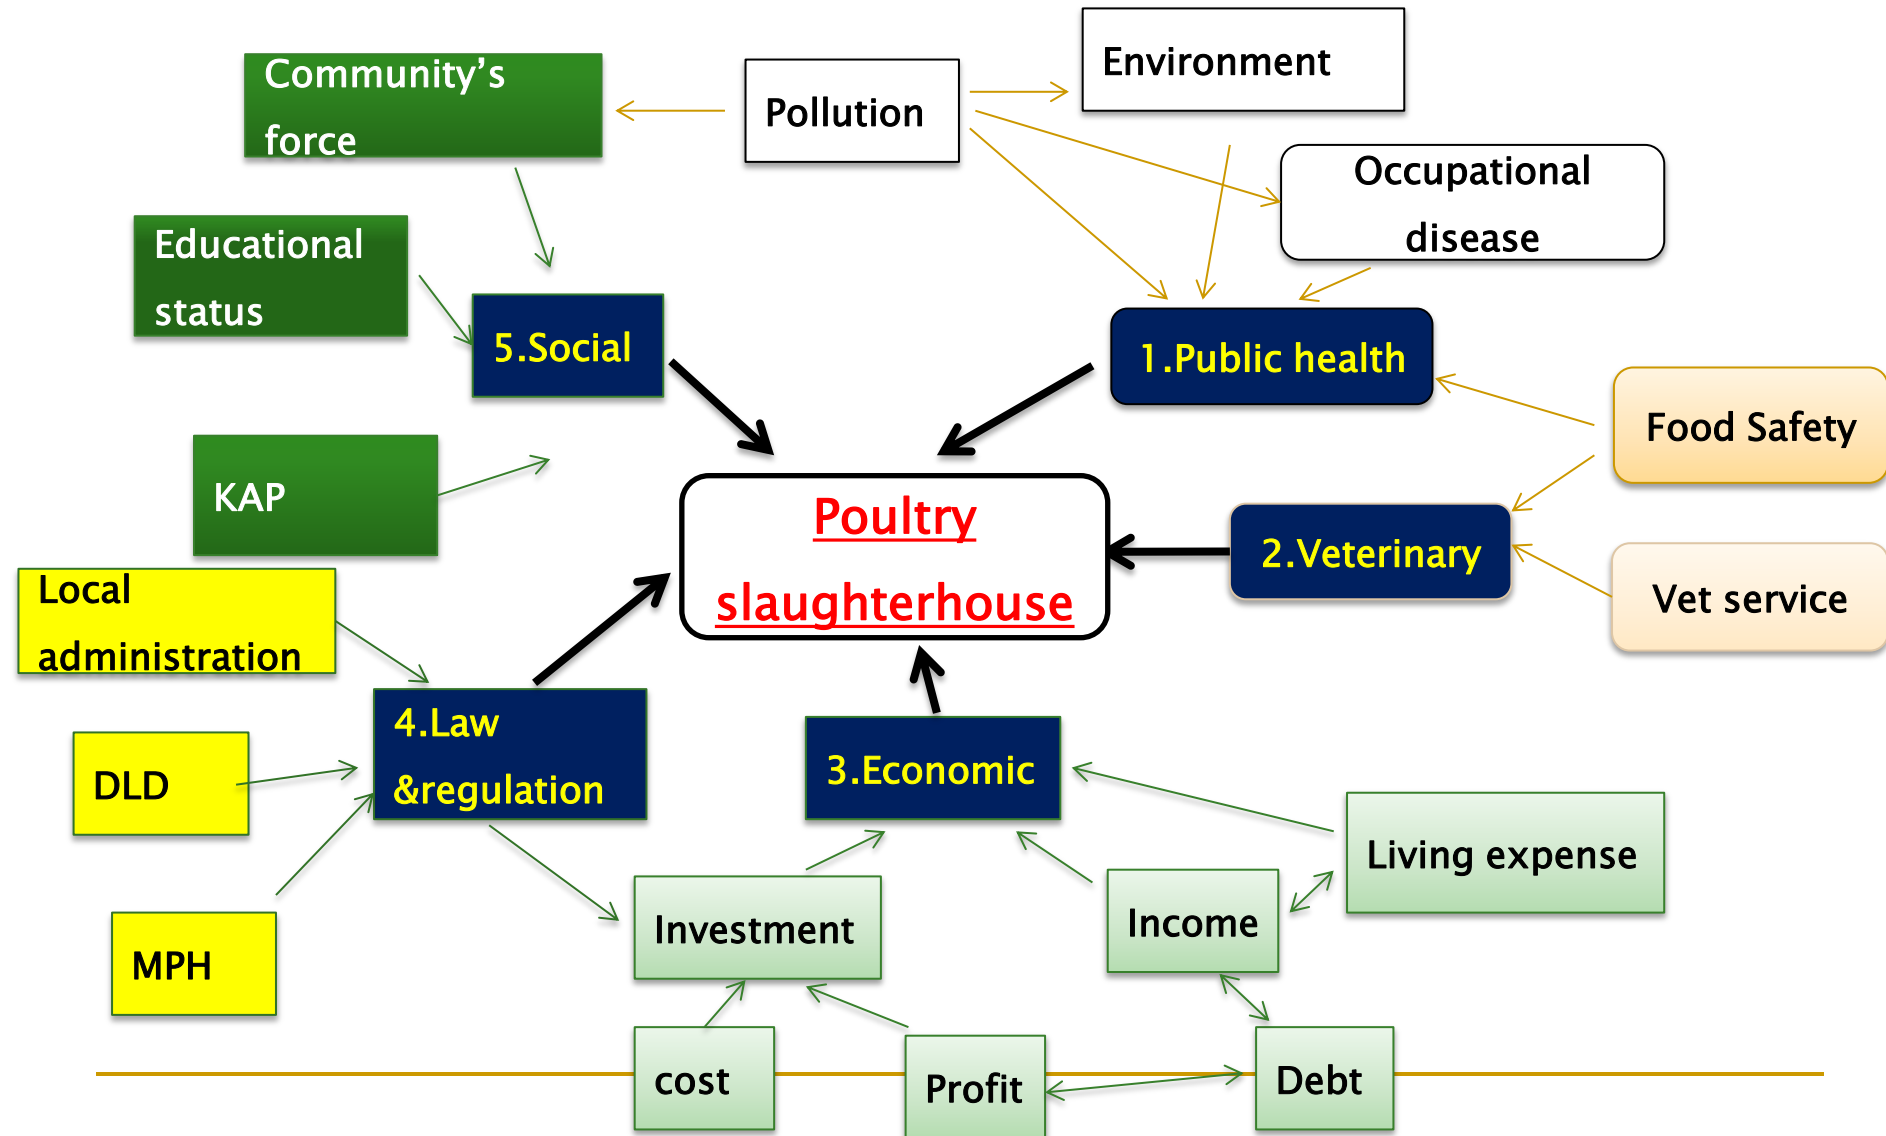 Environment
Community's
force
Pollution
Occupational
disease
Educational
status
5.Social
1.Public health
Food Safety
KAP
Poultry
slaughterhouse
2.Veterinary
Vet service
Local
administration
4.Law
&regulation
3.Economic
DLD
Living expense
Investment
Income
MPH
cost
Profit
Debt